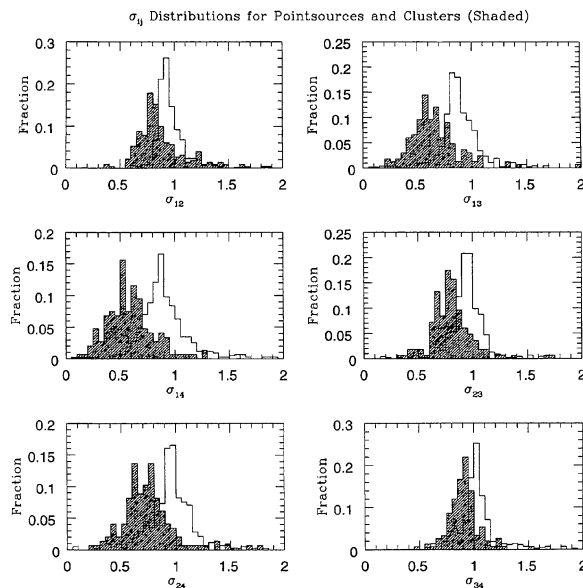 σij Distributions for Pointsources and Clusters (Shaded)
0.3 0.2 0.1 0
Fraction
0 0.5 1 1.5 2
σ12
0.25 0.2 0.15 0.1 0.05 0
Fraction
0 0.5 1 1.5 2
σ13
0.2 0.15 0.1 0.05 0
Fraction
0 0.5 1 1.5 2
σ14
0.25 0.2 0.15 0.1 0.05 0
Fraction
0 0.5 1 1.5 2
σ23
0.2 0.15 0.1 0.05 0
Fraction
0 0.5 1 1.5 2
σ24
0.3 0.2 0.1 0
Fraction
0 0.5 1 1.5 2
σ34